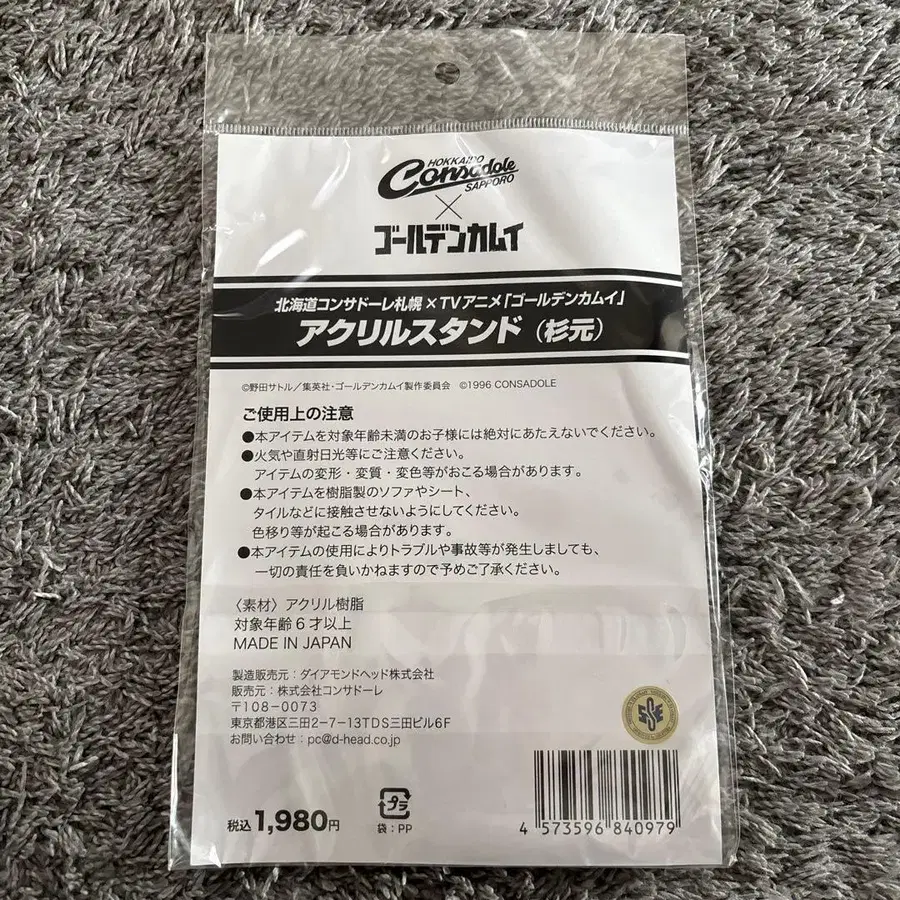 HOKKAIDO
Consadole
SAPPORO
×
ゴールデンカムイ
北海道コンサドーレ札幌×TVアニメ「ゴールデンカムイ」
アクリルスタンド（杉元）
©野田サトル／集英社・ゴールデンカムイ製作委員会 ©1996 CONSADOLE
ご使用上の注意
●本アイテムを対象年齢未満のお子様には絶対にあたえないでください。
●火気や直射日光等にご注意ください。
アイテムの変形・変質・変色等がおこる場合があります。
●本アイテムを樹脂製のソファやシート、
タイルなどに接触させないようにしてください。
色移り等が起こる場合があります。
●本アイテムの使用によりトラブルや事故等が発生しましても、
一切の責任を負いかねますので予めご了承ください。
〈素材〉アクリル樹脂
対象年齢6才以上
MADE IN JAPAN
製造販売元：ダイアモンドヘッド株式会社
販売元：株式会社コンサドーレ
〒108-0073
東京都港区三田2-7-13TDS三田ビル6F
お問い合わせ：pc@d-head.co.jp
税込1,980円
プラ
袋：PP
4 573596 840979